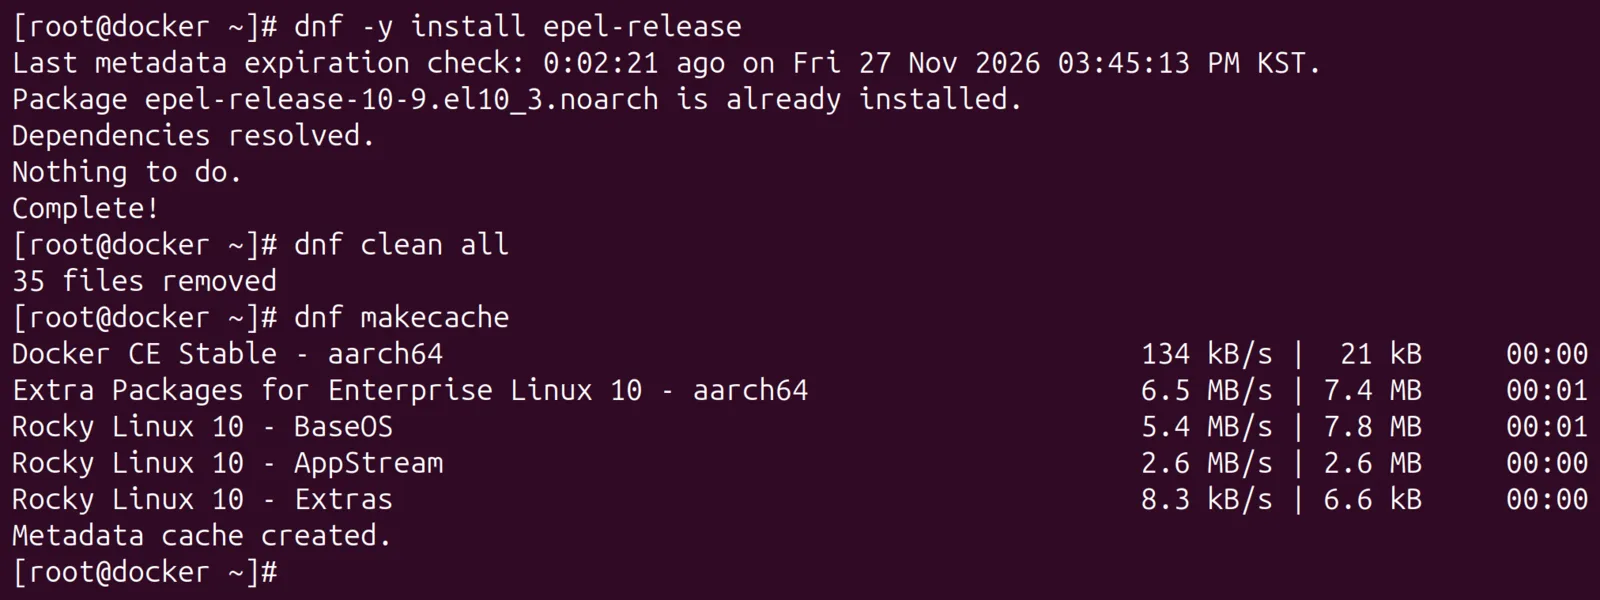 [root@docker ~]# dnf -y install epel-release
Last metadata expiration check: 0:02:21 ago on Fri 27 Nov 2026 03:45:13 PM KST.
Package epel-release-10-9.el10_3.noarch is already installed.
Dependencies resolved.
Nothing to do.
Complete!
[root@docker ~]# dnf clean all
35 files removed
[root@docker ~]# dnf makecache
Docker CE Stable - aarch64 134 kB/s | 21 kB 00:00
Extra Packages for Enterprise Linux 10 - aarch64 6.5 MB/s | 7.4 MB 00:01
Rocky Linux 10 - BaseOS 5.4 MB/s | 7.8 MB 00:01
Rocky Linux 10 - AppStream 2.6 MB/s | 2.6 MB 00:00
Rocky Linux 10 - Extras 8.3 kB/s | 6.6 kB 00:00
Metadata cache created.
[root@docker ~]#